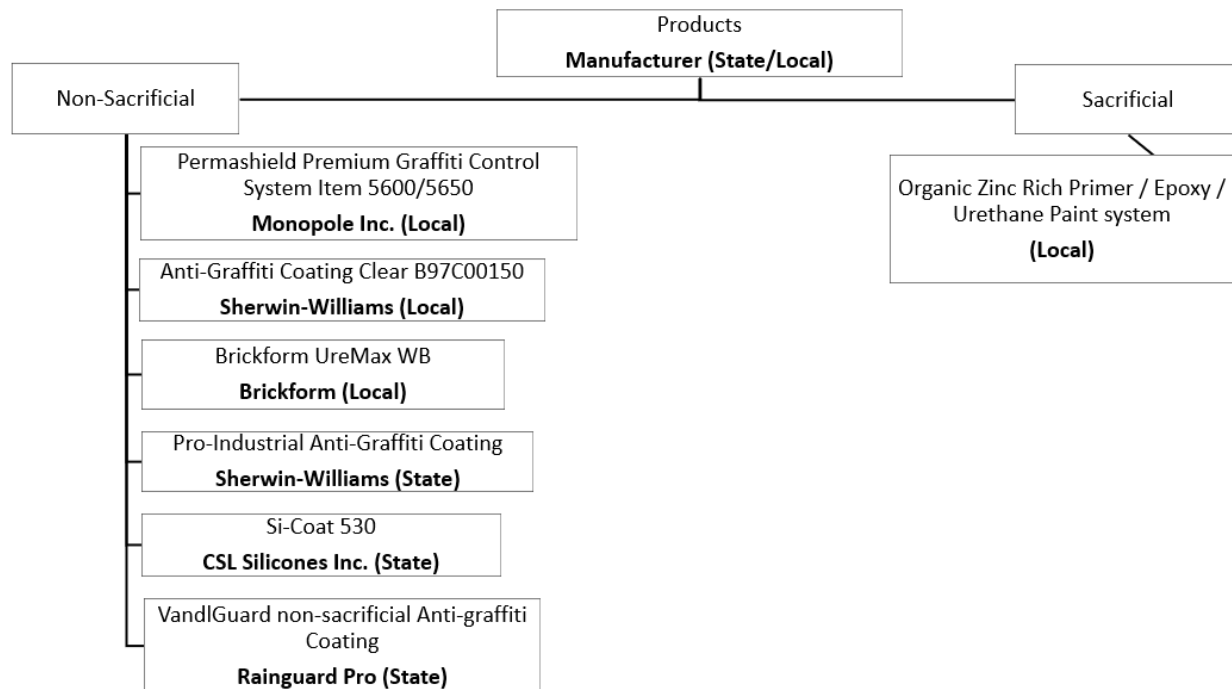 Products
Manufacturer (State/Local)
Non-Sacrificial
Sacrificial
Permashield Premium Graffiti Control
System Item 5600/5650
Monopole Inc. (Local)
Anti-Graffiti Coating Clear B97C00150
Sherwin-Williams (Local)
Brickform UreMax WB
Brickform (Local)
Pro-Industrial Anti-Graffiti Coating
Sherwin-Williams (State)
Si-Coat 530
CSL Silicones Inc. (State)
VandlGuard non-sacrificial Anti-graffiti
Coating
Rainguard Pro (State)
Organic Zinc Rich Primer / Epoxy /
Urethane Paint system
(Local)